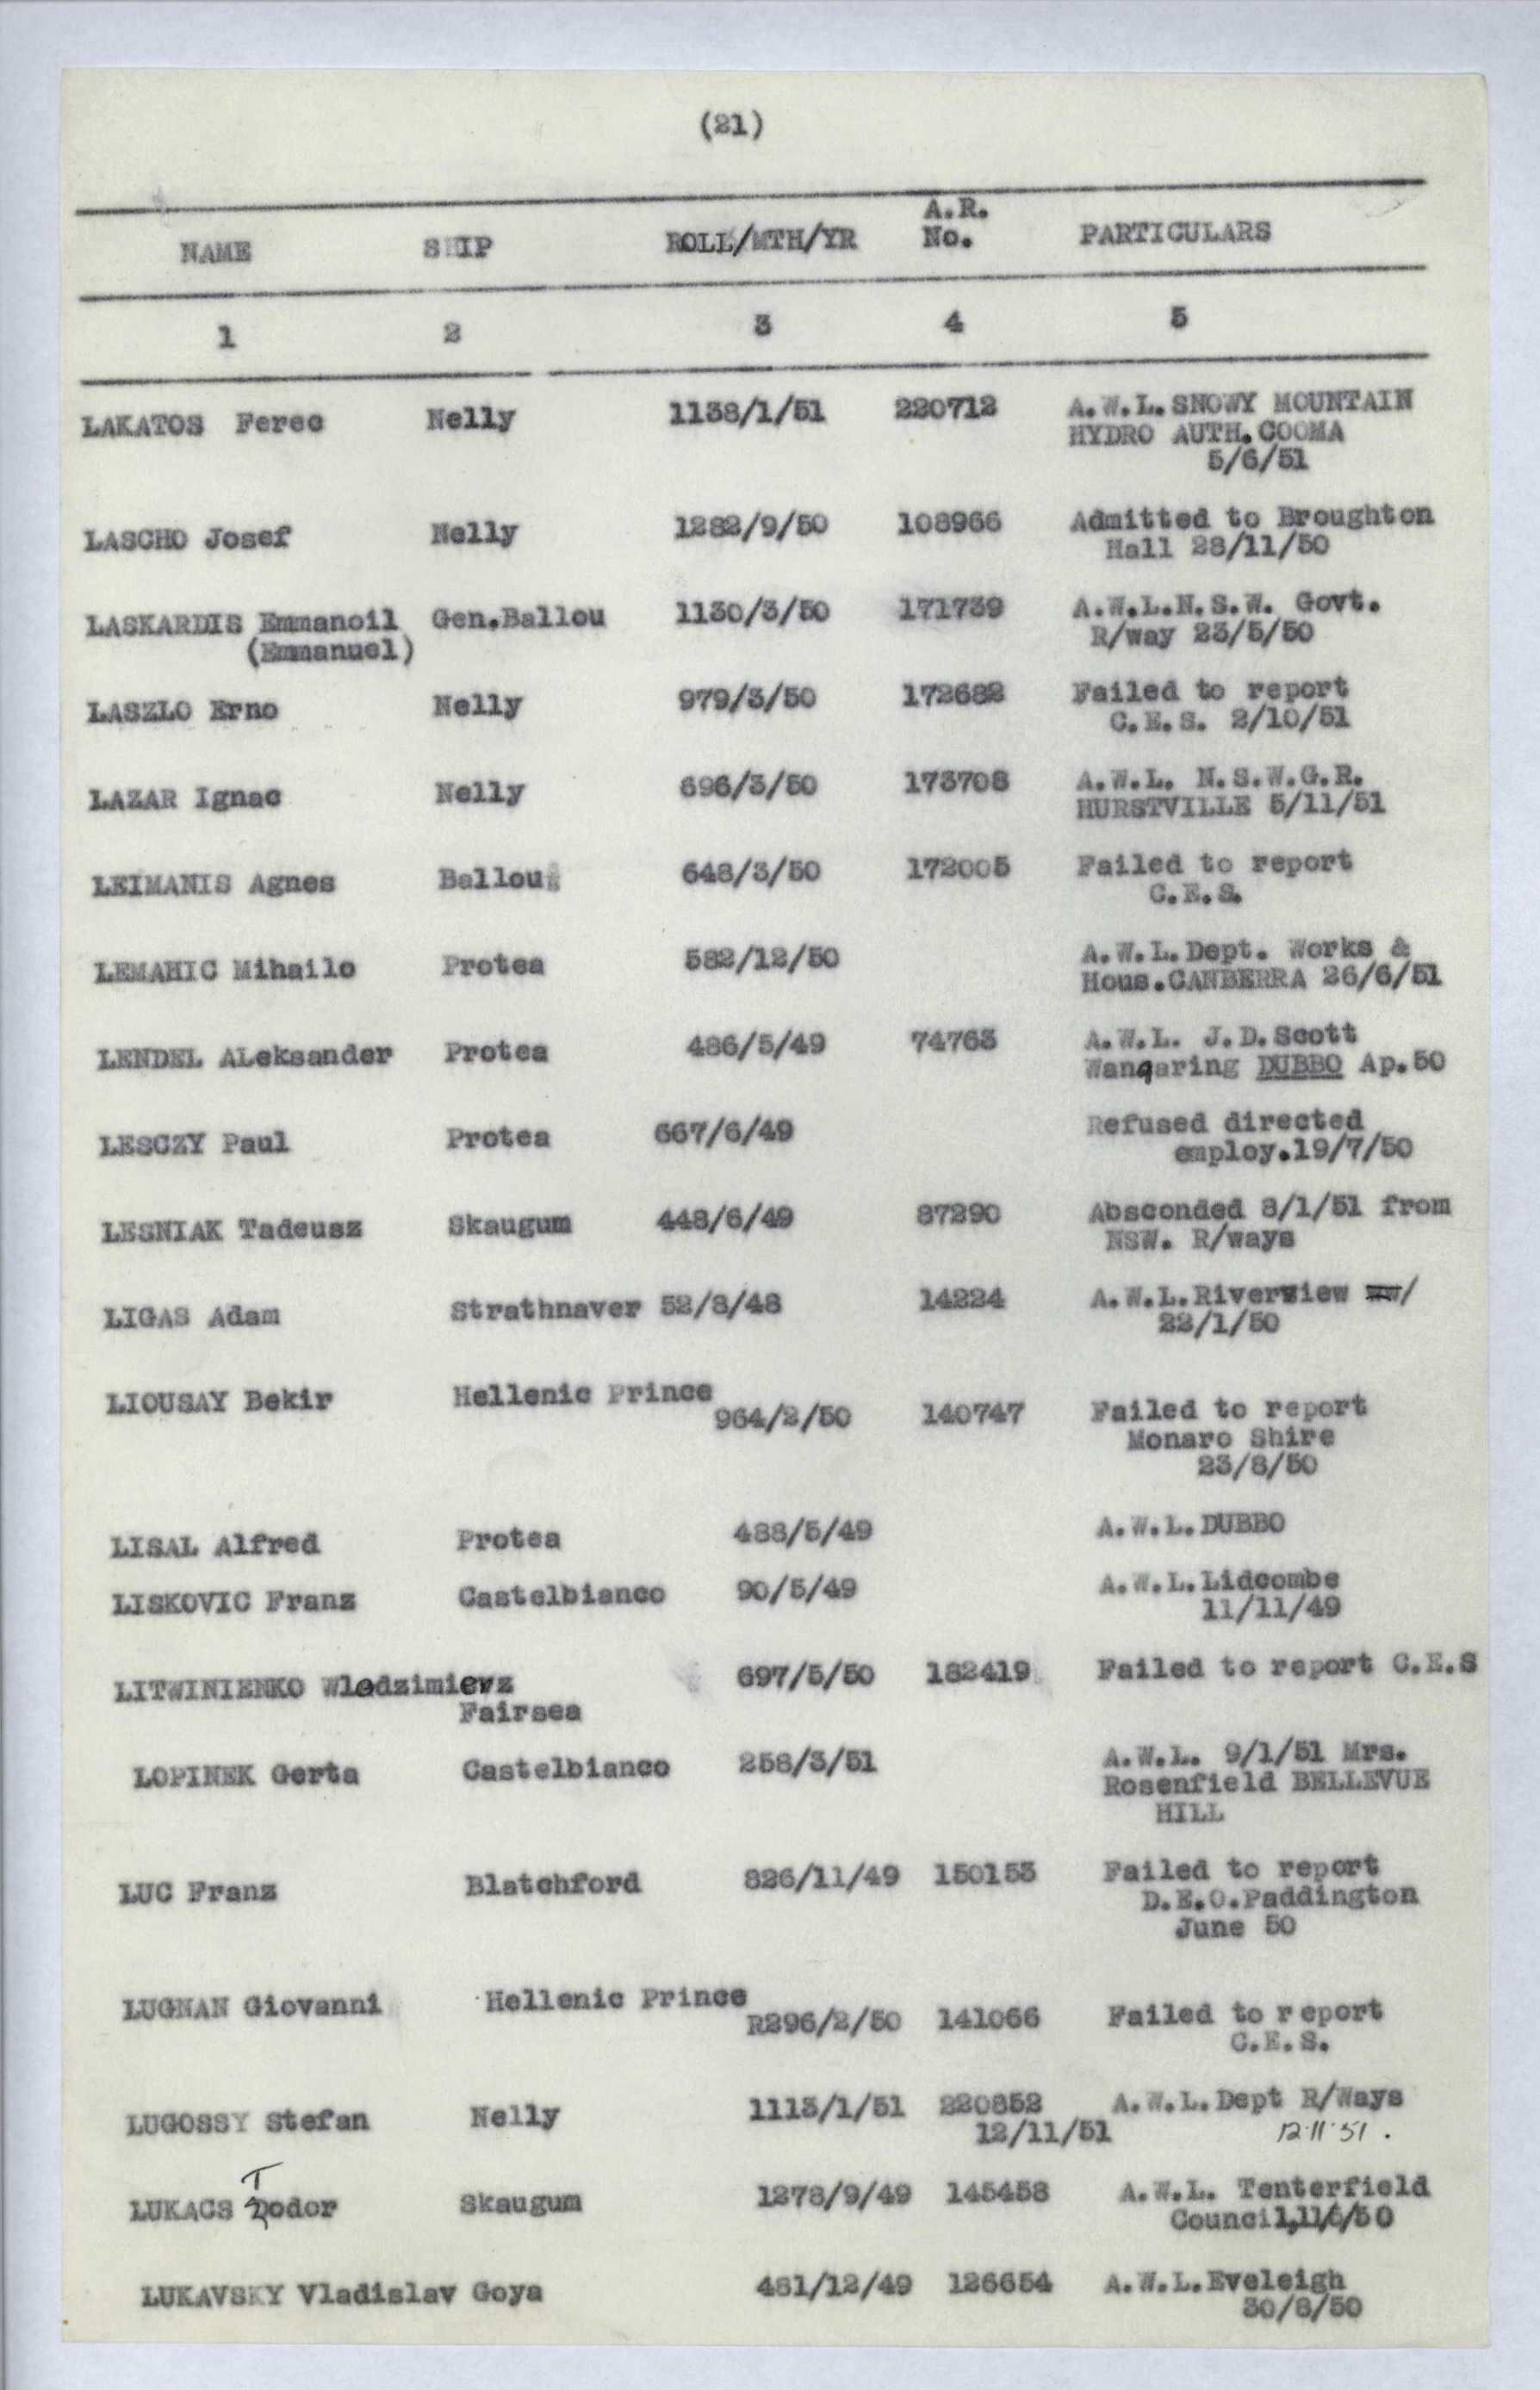 (21)
NAME SHIP ROLL/MTH/YR A.R. No. PARTICULARS
1 2 3 4 5
LAKATOS Ferec Nelly 1138/1/51 220712 A.W.L. SNOWY MOUNTAIN
HYDRO AUTH. COOMA
5/6/51
LASCHO Josef Nelly 1282/9/50 108966 Admitted to Broughton
Hall 28/11/50
LASKARDIS Emmanoil Gen.Ballou 1130/3/50 171739 A.W.L.N.S.W. Govt.
(Emmanuel) R/way 23/5/50
LASZLO Erno Nelly 979/3/50 172682 Failed to report
C.E.S. 2/10/51
LAZAR Ignac Nelly 696/3/50 173708 A.W.L. N.S.W.G.R.
HURSTVILLE 5/11/51
LEIMANIS Agnes Ballou 648/3/50 172005 Failed to report
C.E.S.
LEMAHIC Mihailo Protea 582/12/50 A.W.L.Dept. Works &
Hous.CANBERRA 26/6/51
LENDEL ALeksander Protea 486/5/49 74763 A.W.L. J.D.Scott
Wanqaring DUBBO Ap.50
LESCZY Paul Protea 667/6/49 Refused directed
employ.19/7/50
LESNIAK Tadeusz Skaugum 448/6/49 87290 Absconded 8/1/51 from
NSW. R/ways
LIGAS Adam Strathnaver 52/8/48 14224 A.W.L.Riverview /
22/1/50
LIOUSAY Bekir Hellenic Prince
964/2/50 140747 Failed to report
Monaro Shire
23/8/50
LISAL Alfred Protea 488/5/49 A.W.L.DUBBO
LISKOVIC Franz Castelbianco 90/5/49 A.W.L.Lidcombe
11/11/49
LITWINIENKO Wlodzimierz 697/5/50 182419 Failed to report C.E.S
Fairsea
LOPINEK Gerta Castelbianco 258/3/51 A.W.L. 9/1/51 Mrs.
Rosenfield BELLEVUE
HILL
LUC Franz Blatchford 826/11/49 150153 Failed to report
D.E.O.Paddington
June 50
LUGNAN Giovanni Hellenic Prince
R296/2/50 141066 Failed to report
C.E.S.
LUGOSSY Stefan Nelly 1113/1/51 220852 A.W.L.Dept R/Ways
12/11/51 12.11.51.
LUKACS Todor Skaugum 1278/9/49 145458 A.W.L. Tenterfield
Council,11/6/50
LUKAVSKY Vladislav Goya 481/12/49 126654 A.W.L.Eveleigh
30/8/50